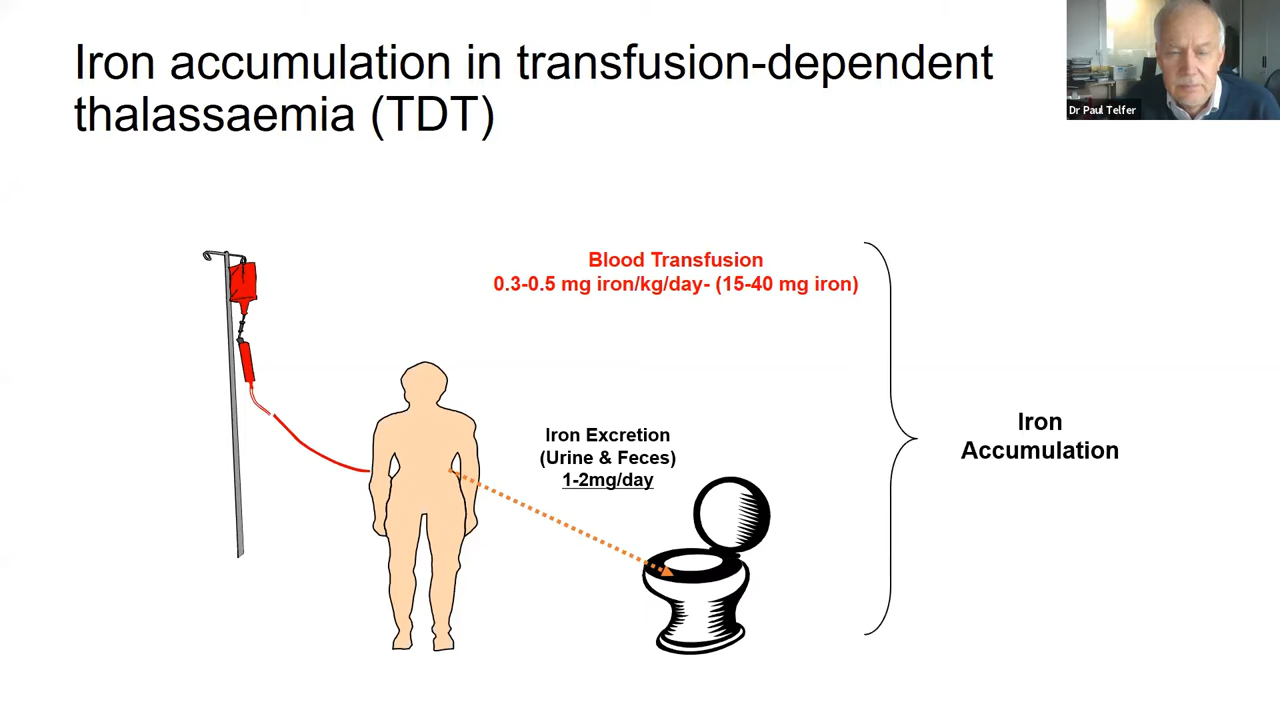 Iron accumulation in transfusion-dependent
thalassaemia (TDT)
Dr Paul Telfer
Blood Transfusion
0.3-0.5 mg iron/kg/day- (15-40 mg iron)
Iron Excretion
(Urine & Feces)
1-2mg/day
Iron
Accumulation